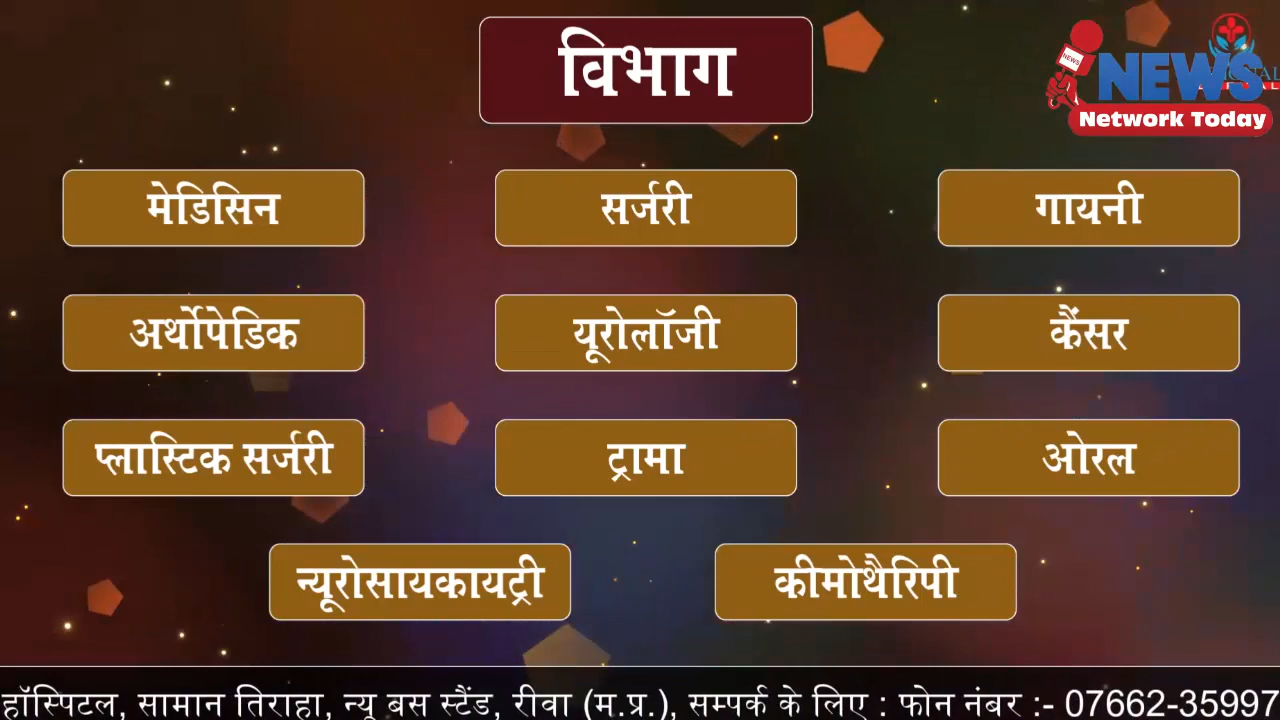 विभाग
NEWS
NEWS
Network Today
मेडिसिन
सर्जरी
गायनी
अर्थोपेडिक
यूरोलॉजी
कैंसर
प्लास्टिक सर्जरी
ट्रामा
ओरल
न्यूरोसायकायट्री
कीमोथैरिपी
हॉस्पिटल, सामान तिराहा, न्यू बस स्टैंड, रीवा (म.प्र.), सम्पर्क के लिए : फोन नंबर :- 07662-35997